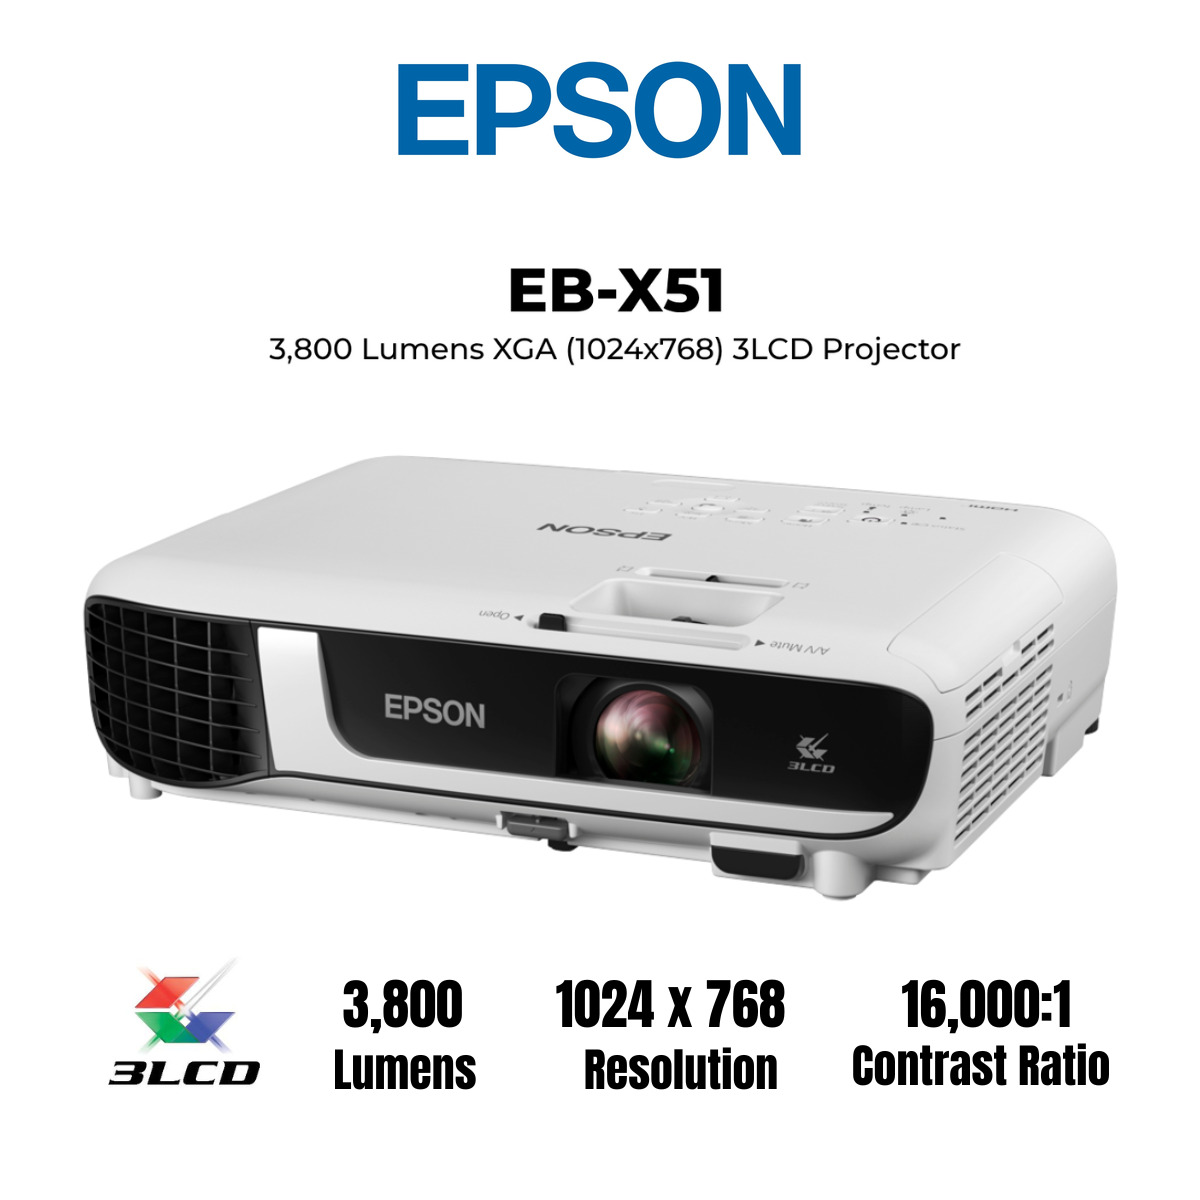 EPSON
EB-X51
3,800 Lumens XGA (1024x768) 3LCD Projector
HDMI
EPSON
Open
A/V Mute
EPSON
3LCD
3LCD
3,800
Lumens
1024 x 768
Resolution
16,000:1
Contrast Ratio